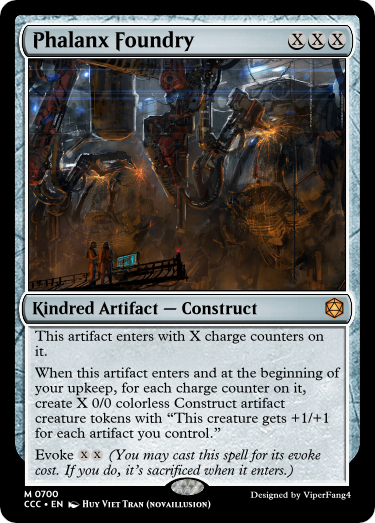 Phalanx Foundry X X X
Kindred Artifact — Construct
This artifact enters with X charge counters on
it.
When this artifact enters and at the beginning of
your upkeep, for each charge counter on it,
create X 0/0 colorless Construct artifact
creature tokens with “This creature gets +1/+1
for each artifact you control.”
Evoke X X (You may cast this spell for its evoke
cost. If you do, it’s sacrificed when it enters.)
M 0700
Designed by ViperFang4
CCC • EN Huy Viet Tran (novaillusion)